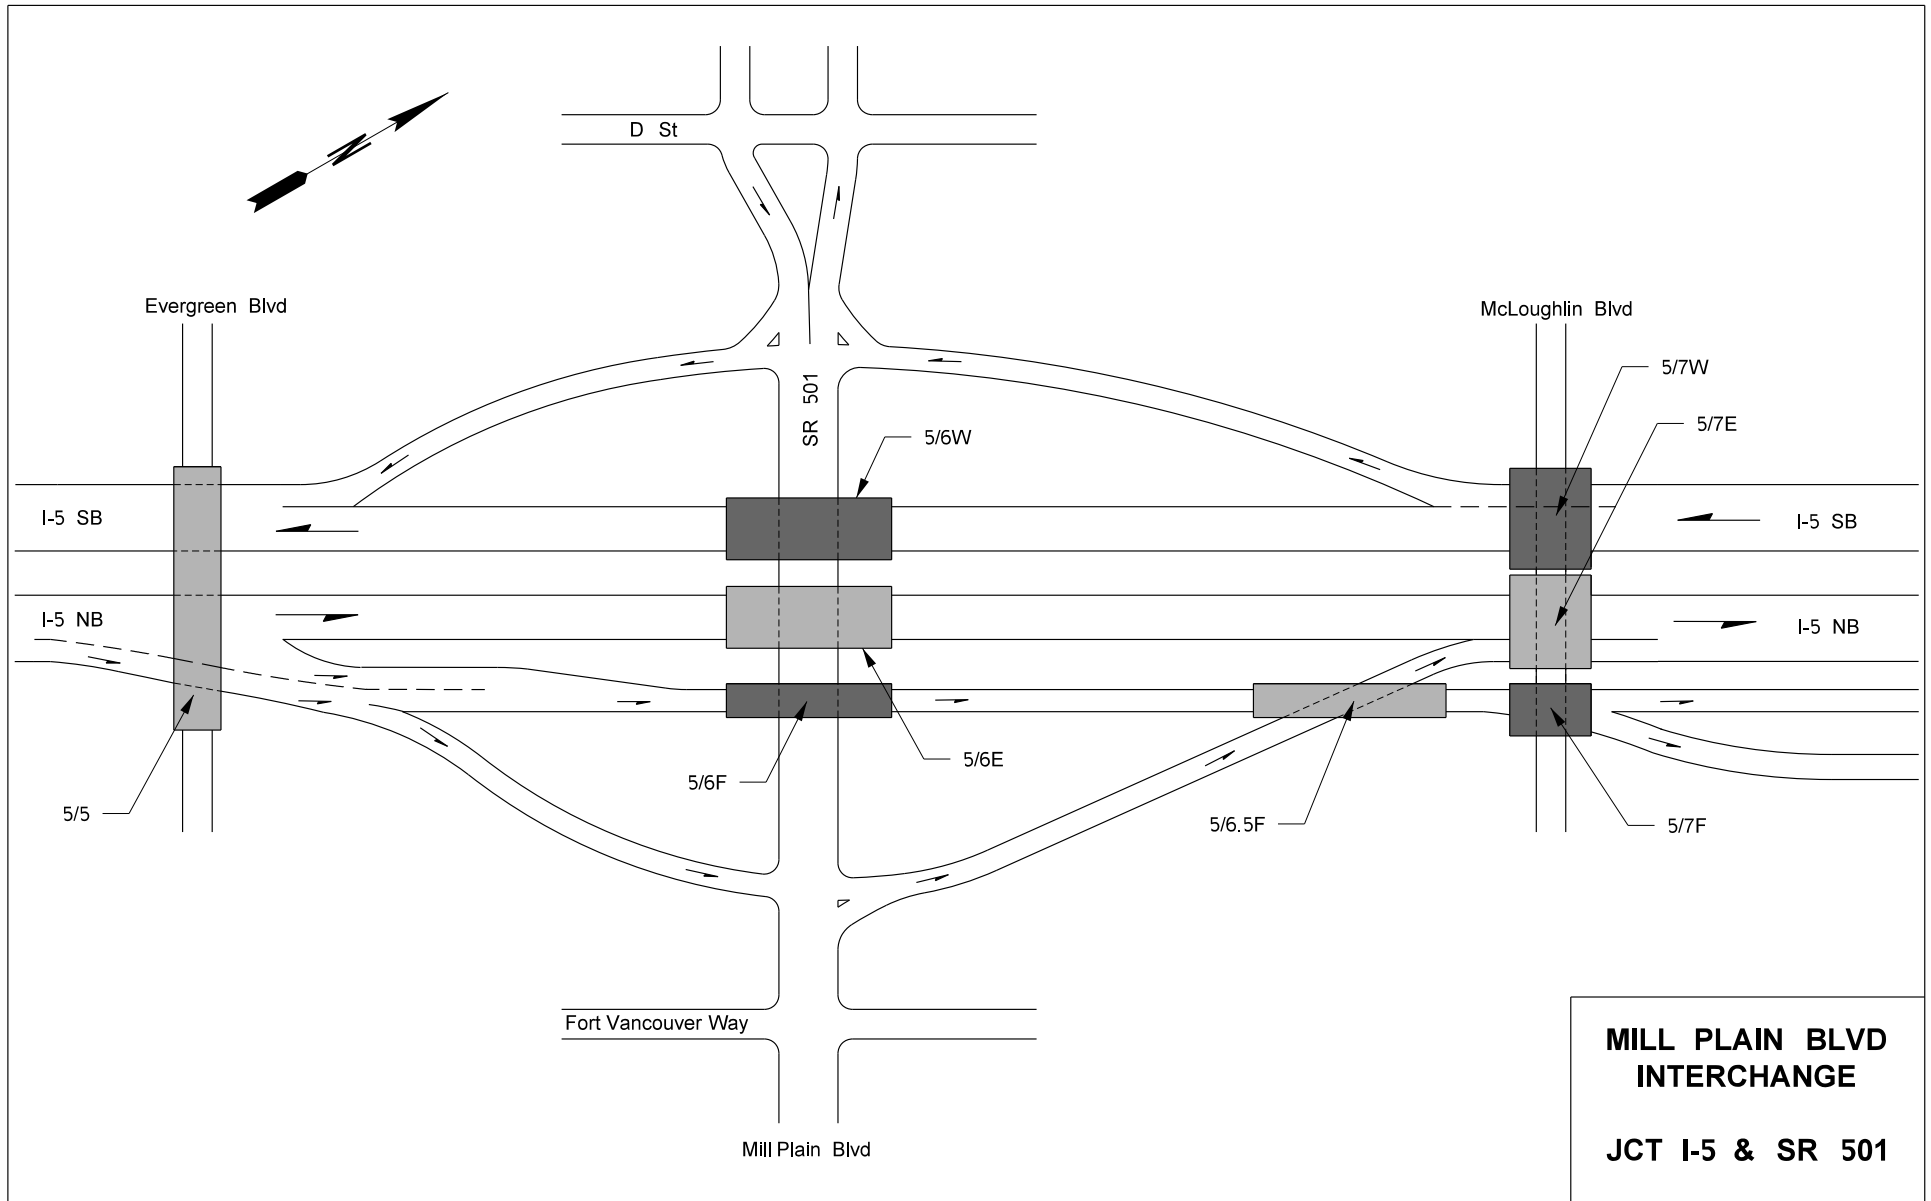 D St
N
Evergreen Blvd
McLoughlin Blvd
5/7W
SR 501
5/6W
5/7E
I-5 SB
I-5 SB
I-5 NB
I-5 NB
5/6E
5/6F
5/5
5/6.5F
5/7F
Fort Vancouver Way
Mill Plain Blvd
MILL PLAIN BLVD
INTERCHANGE
JCT I-5 & SR 501